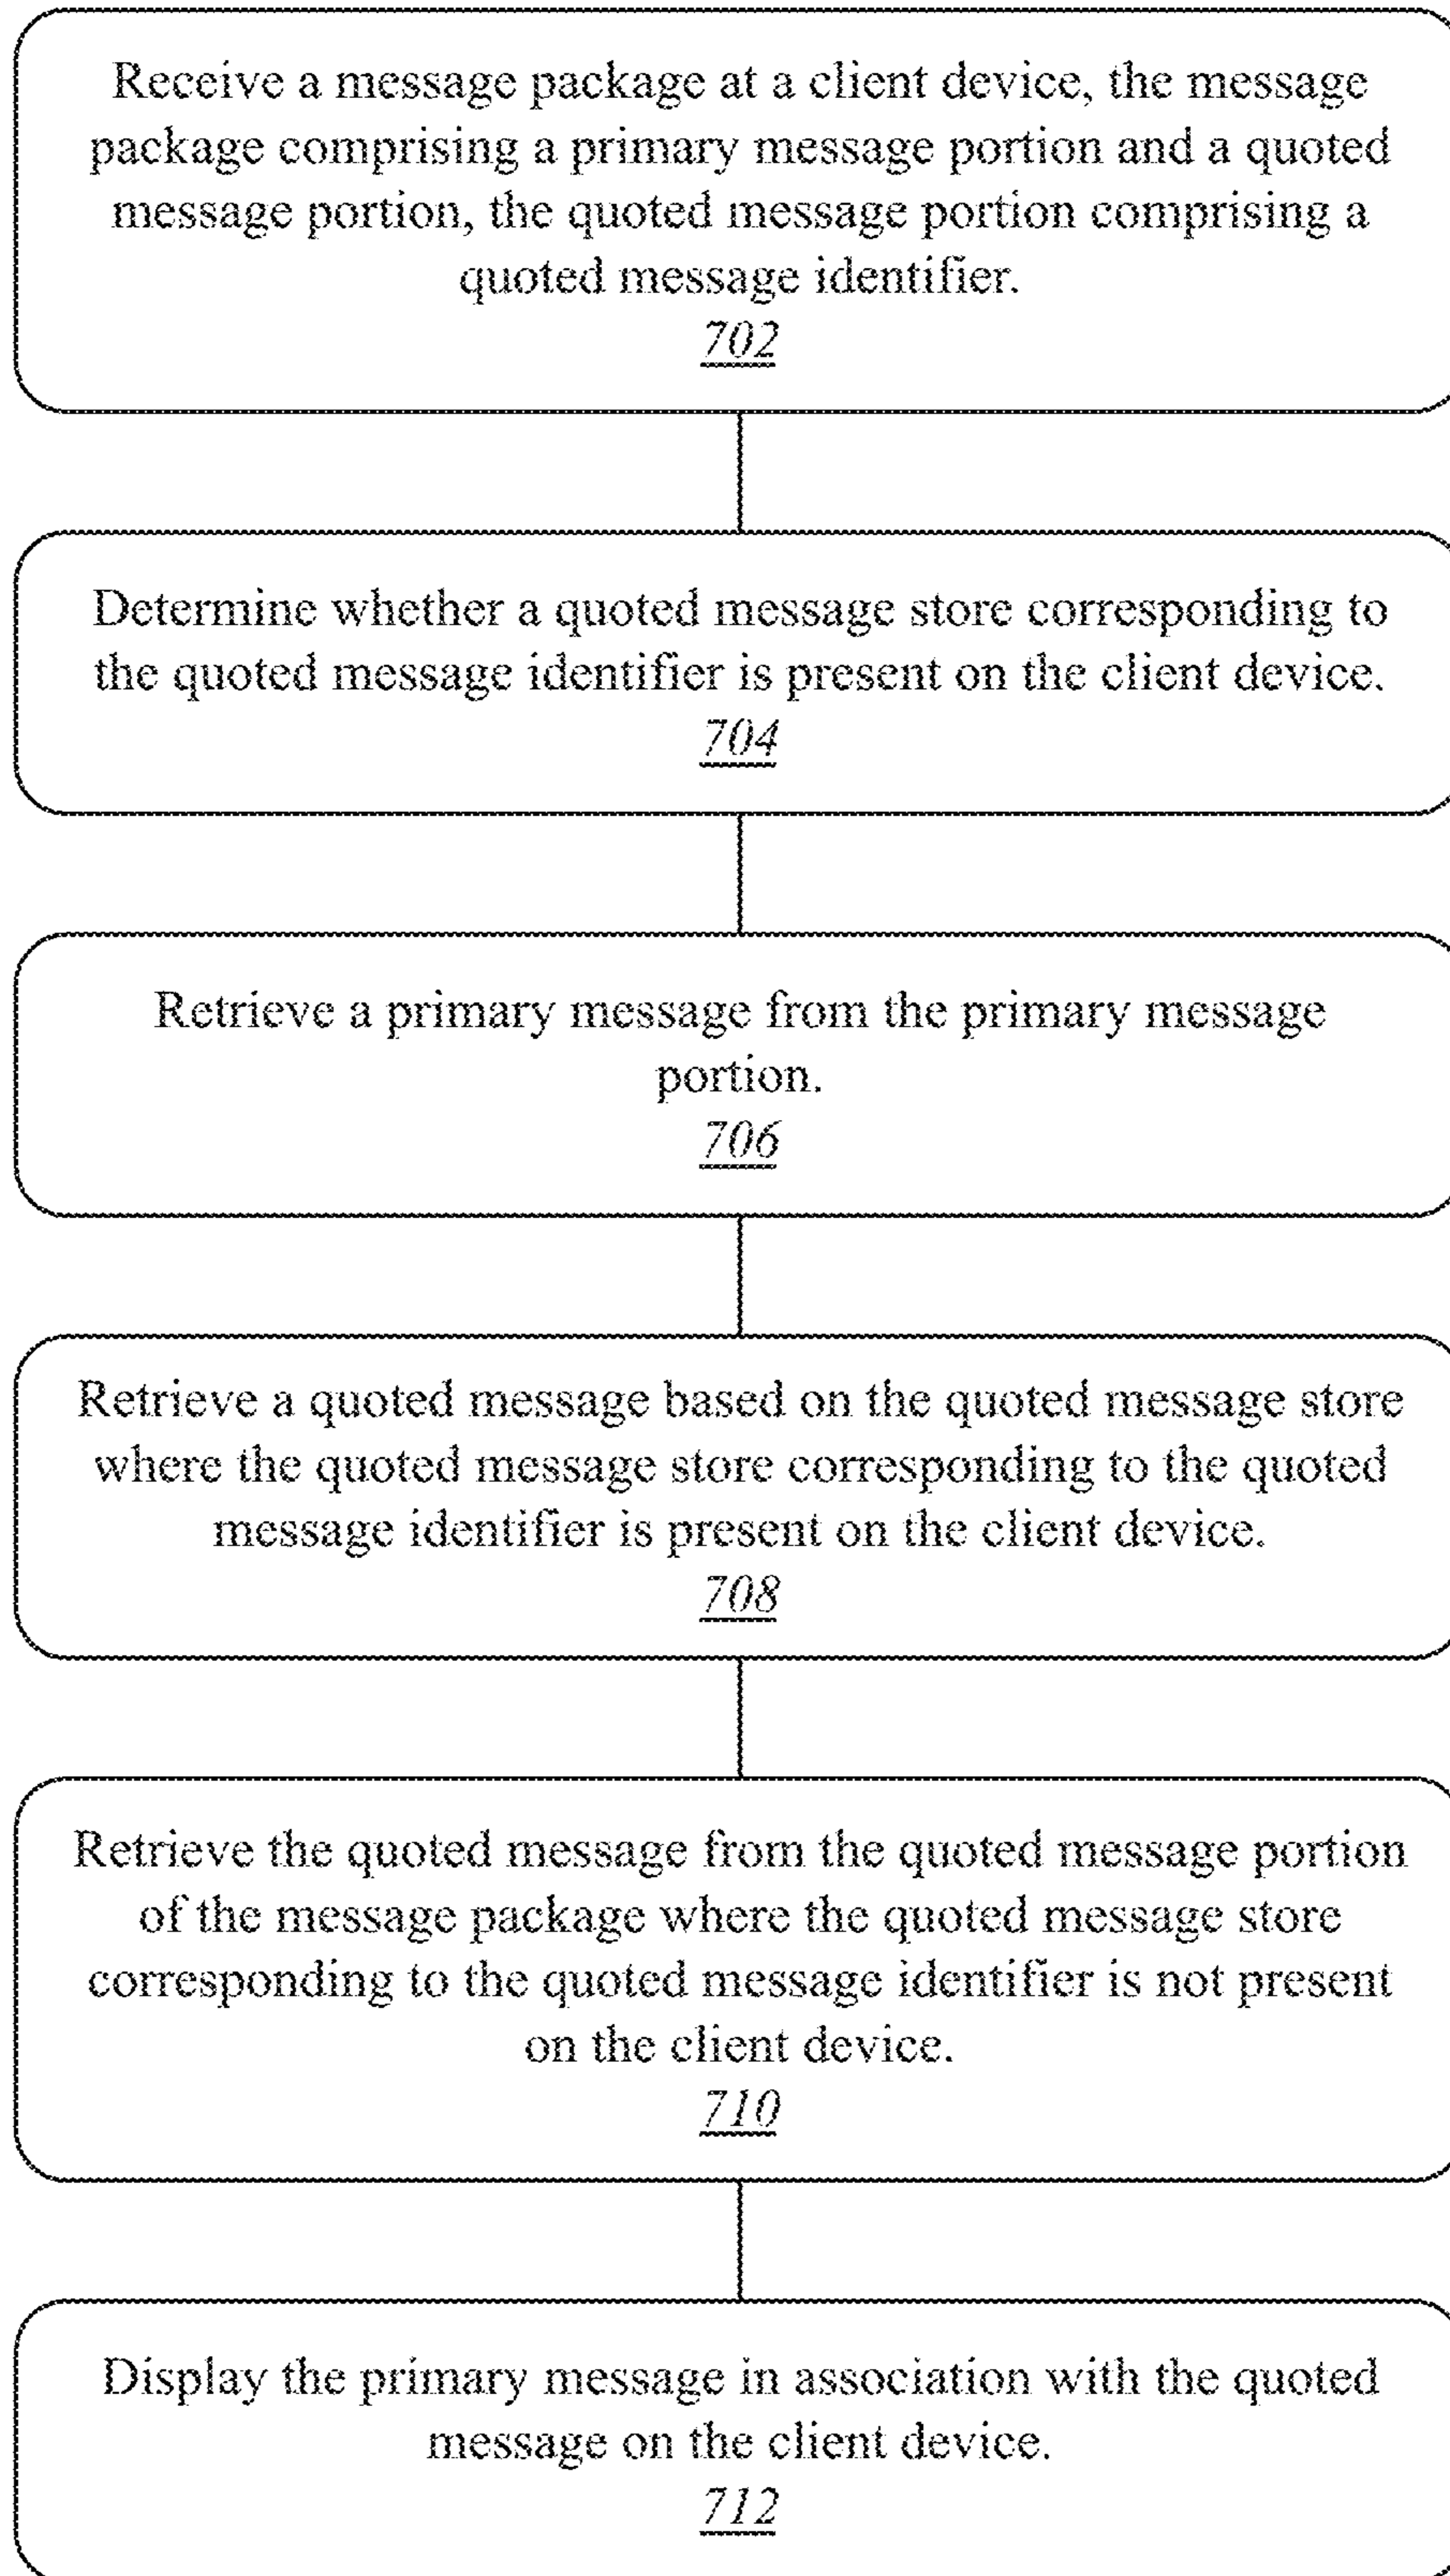 Receive a message package at a client device, the message
package comprising a primary message portion and a quoted
message portion, the quoted message portion comprising a
quoted message identifier.
702
Determine whether a quoted message store corresponding to
the quoted message identifier is present on the client device.
704
Retrieve a primary message from the primary message
portion.
706
Retrieve a quoted message based on the quoted message store
where the quoted message store corresponding to the quoted
message identifier is present on the client device.
708
Retrieve the quoted message from the quoted message portion
of the message package where the quoted message store
corresponding to the quoted message identifier is not present
on the client device.
710
Display the primary message in association with the quoted
message on the client device.
712